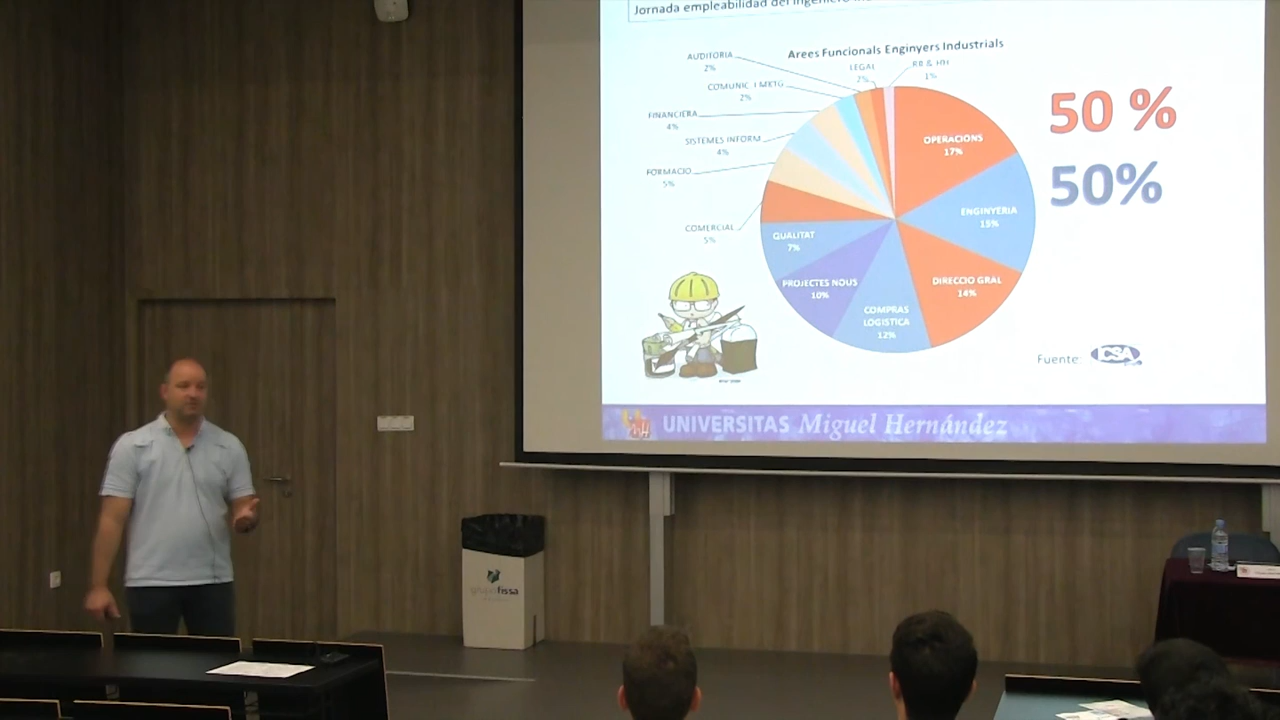 Jornada empleabilidad del Ingeniero
Arees Funcionals Enginyers Industrials
AUDITORIA
2%
LEGAL
2%
RR & HH
1%
COMUNIC. I MKTG
2%
FINANCIERA
4%
SISTEMES INFORM
4%
FORMACIO
5%
COMERCIAL
5%
OPERACIONS
17%
ENGINYERIA
15%
DIRECCIO GRAL
14%
COMPRAS
LOGISTICA
12%
PROJECTES NOUS
10%
QUALITAT
7%
50 %
50%
Fuente: CSA
UNIVERSITAS Miguel Hernández
grupofissa